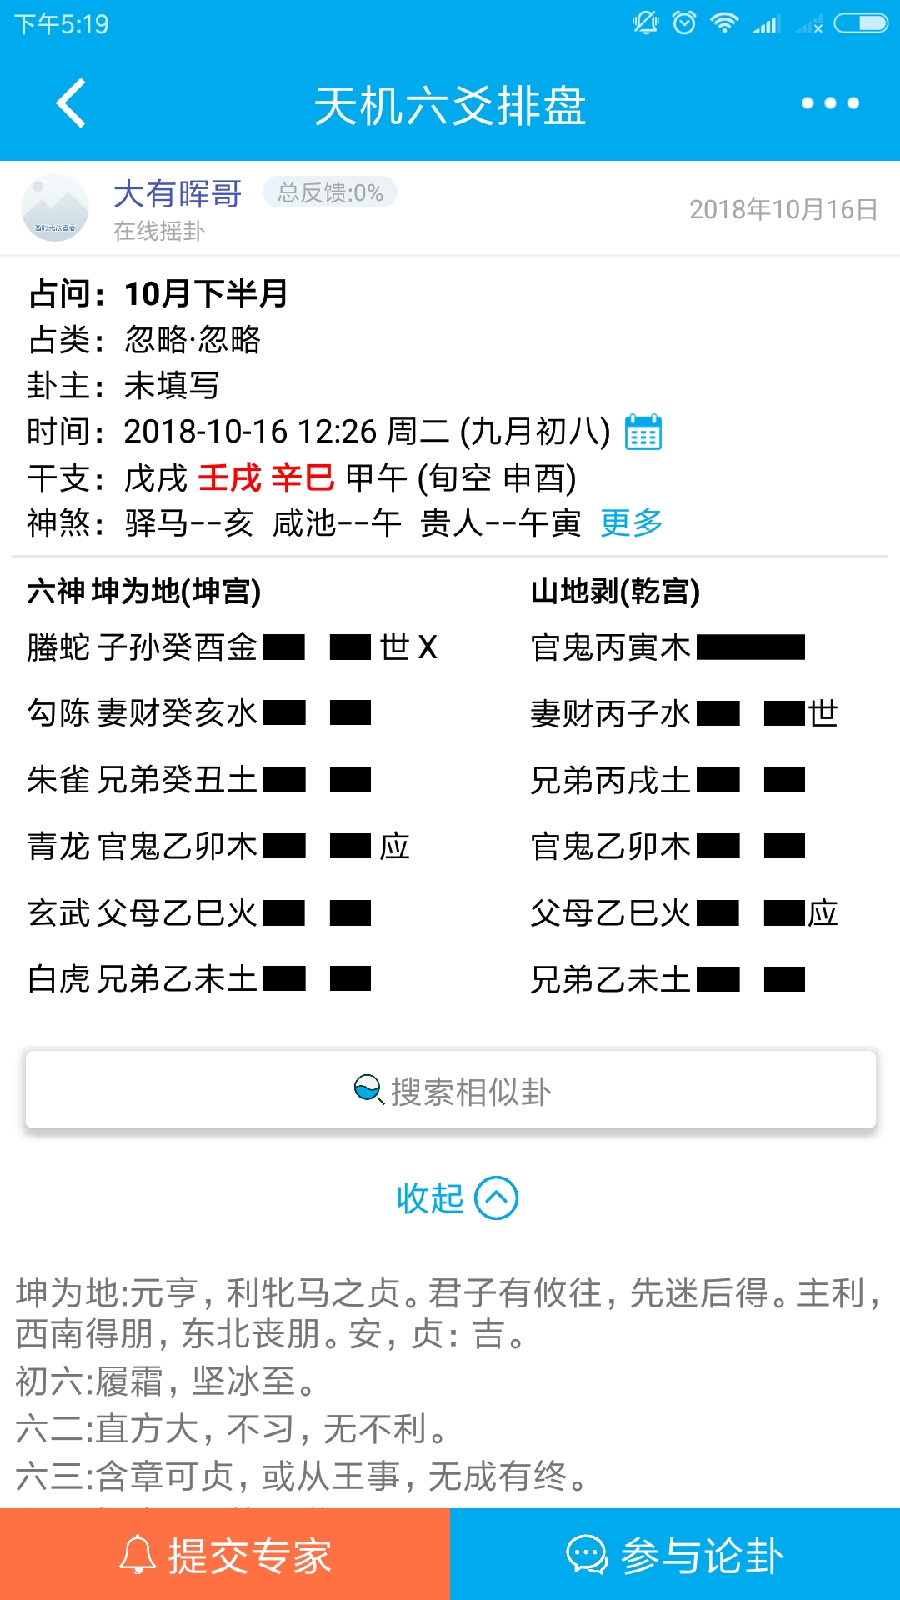 下午5:19
天机六爻排盘
大有晖哥 总反馈:0%
在线摇卦
2018年10月16日
占问：10月下半月
占类：忽略·忽略
卦主：未填写
时间：2018-10-16 12:26 周二 (九月初八)
干支：戊戌 壬戌 辛巳 甲午 (旬空 申酉)
神煞：驿马--亥 咸池--午 贵人--午寅 更多
六神 坤为地(坤宫) 山地剥(乾宫)
螣蛇 子孙癸酉金 世 X 官鬼丙寅木
勾陈 妻财癸亥水 妻财丙子水 世
朱雀 兄弟癸丑土 兄弟丙戌土
青龙 官鬼乙卯木 应 官鬼乙卯木
玄武 父母乙巳火 父母乙巳火 应
白虎 兄弟乙未土 兄弟乙未土
搜索相似卦
收起
坤为地:元亨，利牝马之贞。君子有攸往，先迷后得。主利，
西南得朋，东北丧朋。安，贞：吉。
初六:履霜，坚冰至。
六二:直方大，不习，无不利。
六三:含章可贞，或从王事，无成有终。
提交专家
参与论卦